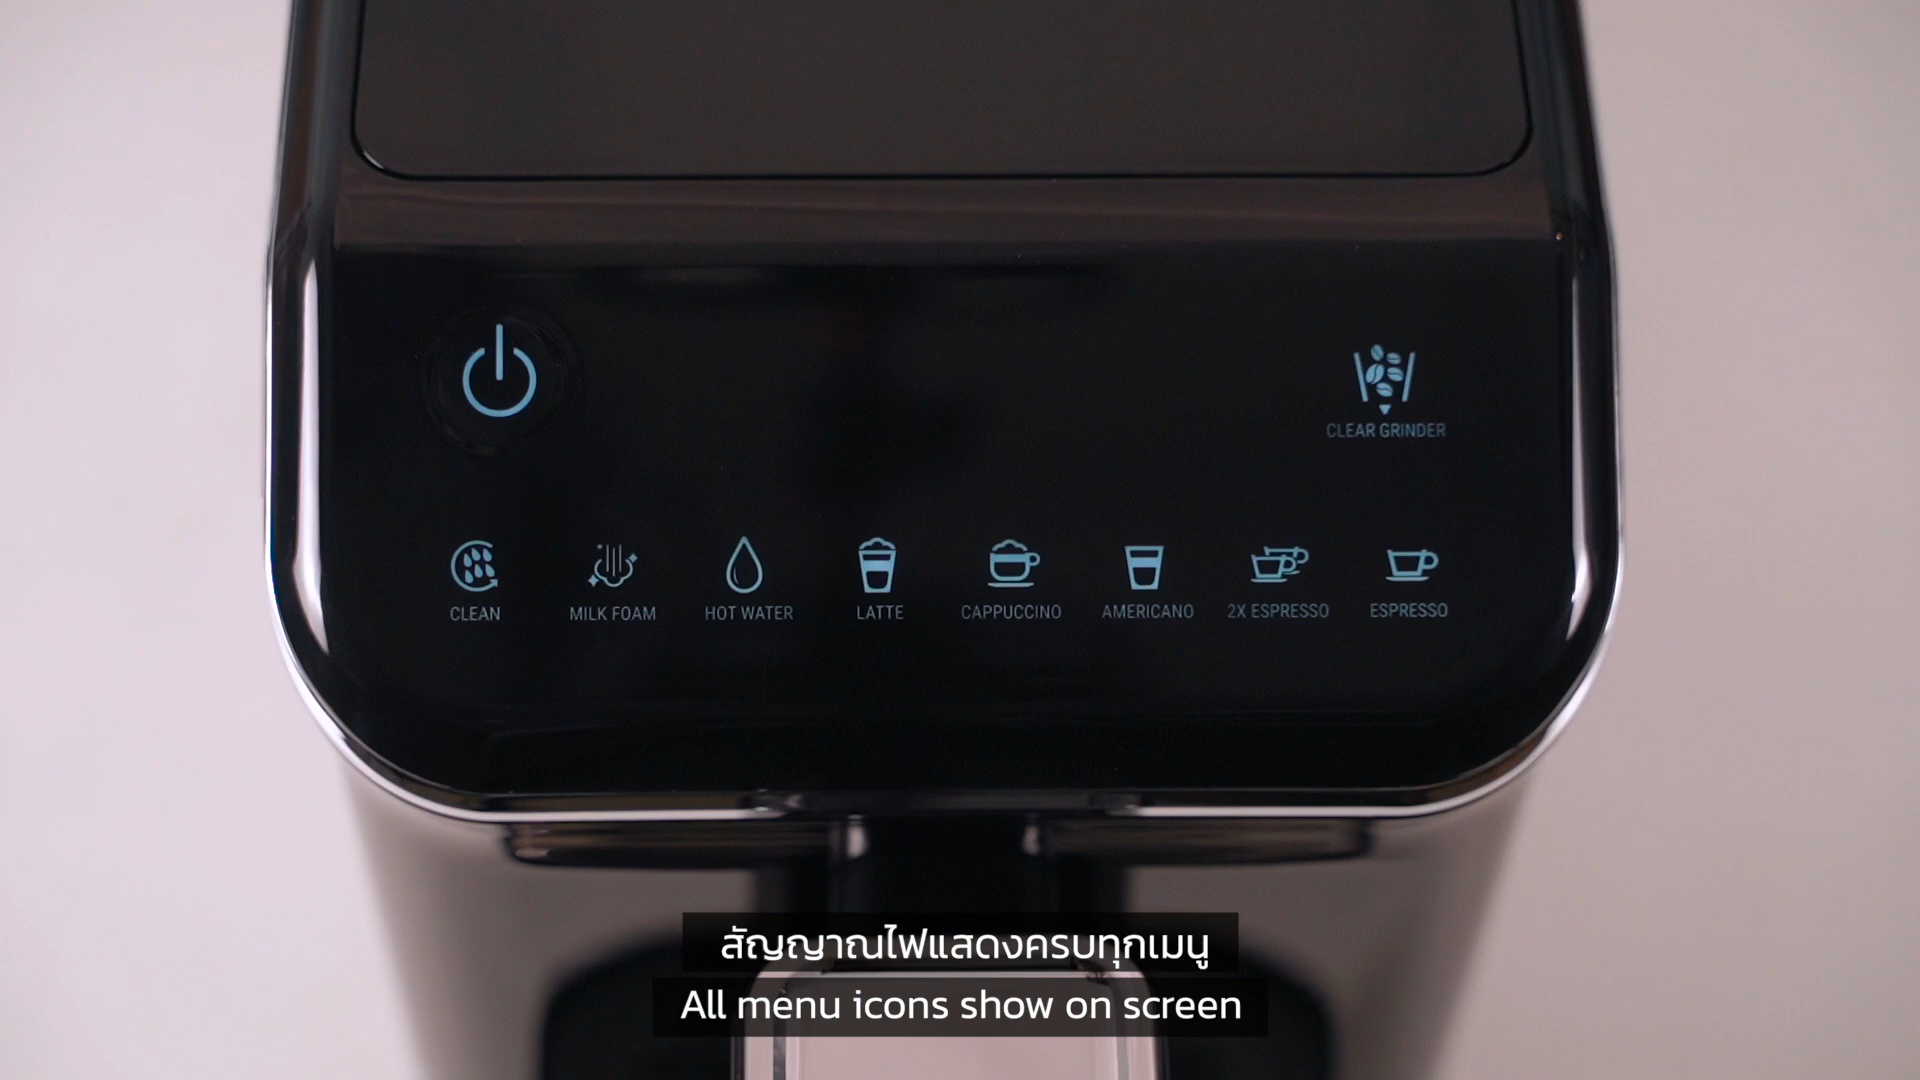 CLEAR GRINDER
CLEAN
MILK FOAM
HOT WATER
LATTE
CAPPUCCINO
AMERICANO
2X ESPRESSO
ESPRESSO
สัญญาณไฟแสดงครบทุกเมนู
All menu icons show on screen